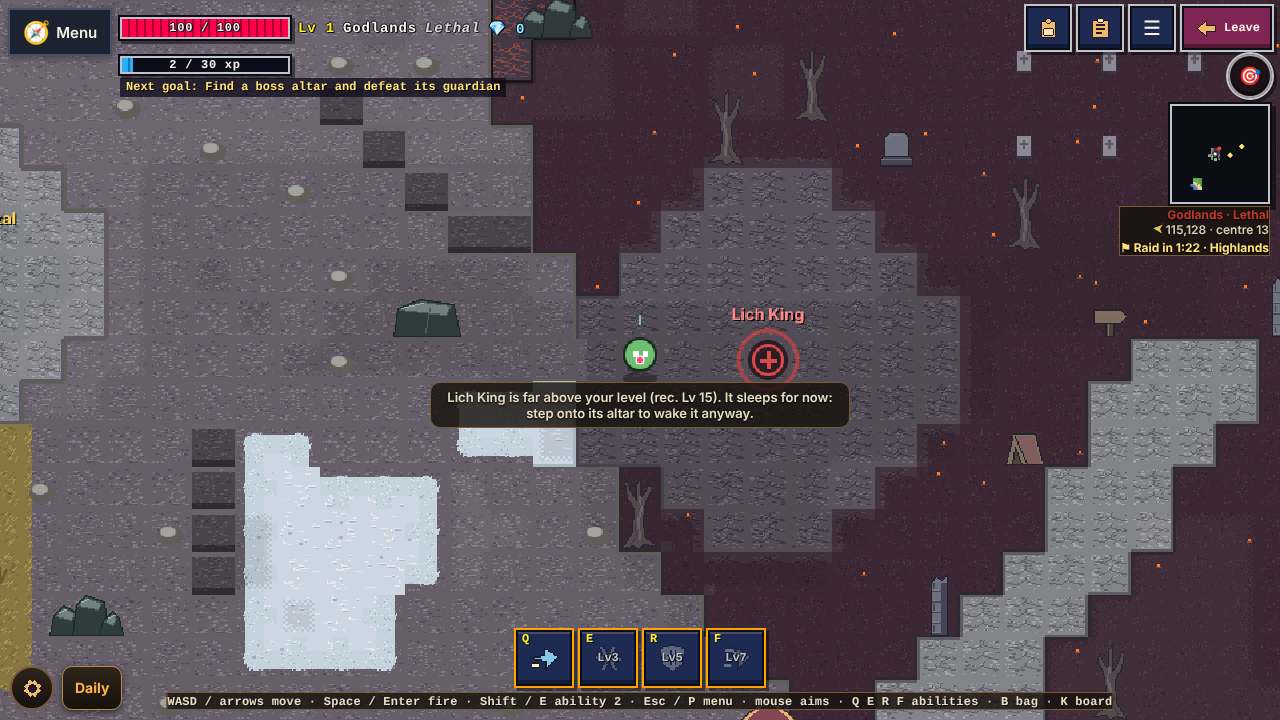 Menu
100 / 100
Lv 1 Godlands Lethal 0
2 / 30 xp
Next goal: Find a boss altar and defeat its guardian
Leave
Godlands · Lethal
115,128 · centre 13
Raid in 1:22 · Highlands
Lich King
Lich King is far above your level (rec. Lv 15). It sleeps for now:
step onto its altar to wake it anyway.
Q
E
Lv3
R
Lv5
F
Lv7
Daily
WASD / arrows move · Space / Enter fire · Shift / E ability 2 · Esc / P menu · mouse aims · Q E R F abilities · B bag · K board